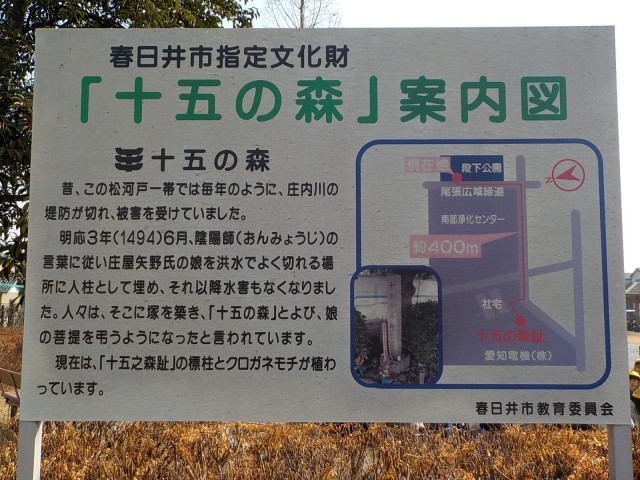 春日井市指定文化財
「十五の森」案内図
十五の森
昔、この松河戸一帯では毎年のように、庄内川の
堤防が切れ、被害を受けていました。
明応3年(1494)6月、陰陽師(おんみょうじ)の
言葉に従い庄屋矢野氏の娘を洪水でよく切れる場
所に人柱として埋め、それ以降水害もなくなりまし
た。人々は、そこに塚を築き、「十五の森」とよび、娘
の菩提を弔うようになったと言われています。
現在は、「十五之森趾」の標柱とクロガネモチが植わ
っています。
現在地
段下公園
尾張広域緑道
南部浄化センター
約400m
社宅
十五の森趾
愛知電機(株)
N
春日井市教育委員会